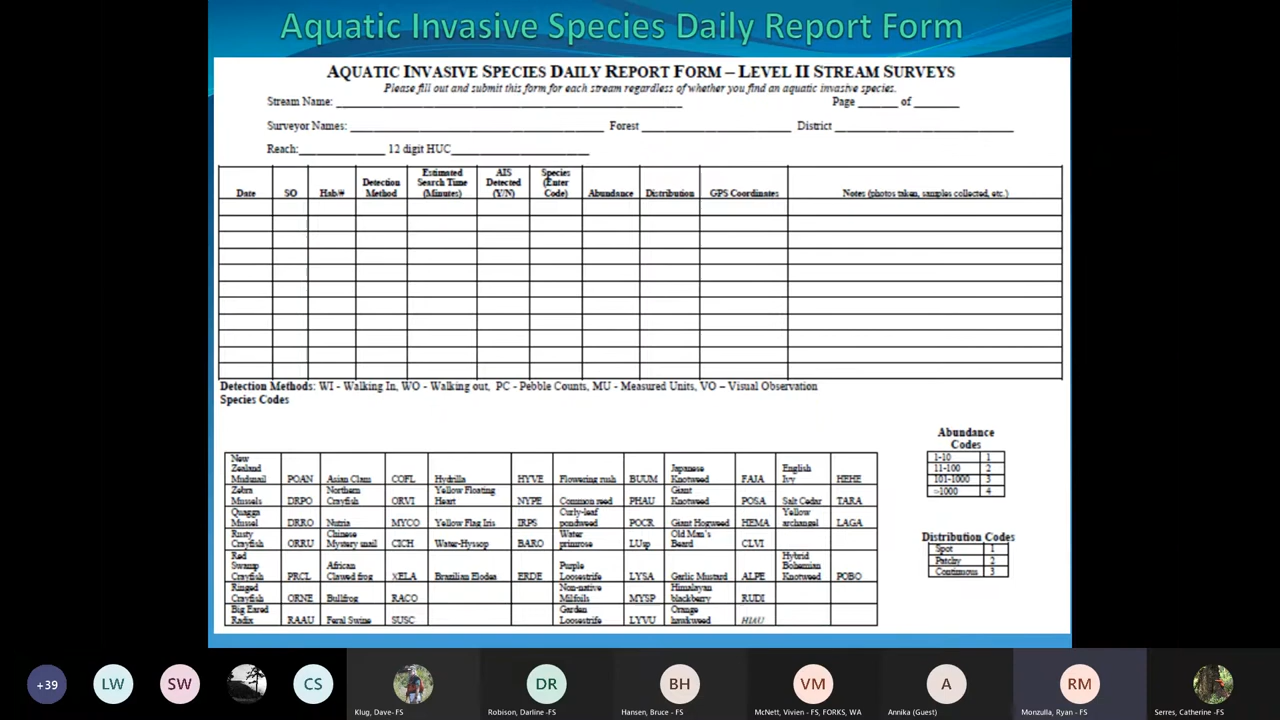 Aquatic Invasive Species Daily Report Form
AQUATIC INVASIVE SPECIES DAILY REPORT FORM – LEVEL II STREAM SURVEYS
Please fill out and submit this form for each stream regardless of whether you find an aquatic invasive species.
Stream Name: Page of
Surveyor Names: Forest District
Reach: 12 digit HUC
Date SO Hab/# Detection Method Estimated Search Time (Minutes) AIS Detected (Y/N) Species (Enter Code) Abundance Distribution GPS Coordinates Notes (photos taken, samples collected, etc.)
Detection Methods: WI - Walking In, WO - Walking out, PC - Pebble Counts, MU - Measured Units, VO – Visual Observation
Species Codes
New Zealand Mudsnail POAN Asian Clam COFL Hydrilla HYVE Flowering rush BUUM Japanese Knotweed FAJA English Ivy HEHE
Zebra Mussels DRPO Northern Crayfish ORVI Yellow Floating Heart NYPE Common reed PHAU Giant Knotweed POSA Salt Cedar TARA
Quagga Mussels DRRO Nutria MYCO Yellow Flag Iris IRPS Curly-leaf pondweed POCR Giant Hogweed HEMA Yellow archangel LAGA
Rusty Crayfish ORRU Chinese Mystery snail CICH Water-Hyssop BARO Water primrose LUsp Old Man's Beard CLVI
Red Swamp Crayfish PRCL African Clawed frog XELA Brazilian Elodea ERDE Purple Loosestrife LYSA Garlic Mustard ALPE Hybrid Bohemian Knotweed POBO
Ringed Crayfish ORNE Bullfrog RACO Non-native Milfoils MYSP Himalayan blackberry RUDI
Big Eared Radix RAAU Feral Swine SUSC Garden Loosestrife LYVU Orange hawkweed HIAU
Abundance Codes
1-10 1
11-100 2
101-1000 3
>1000 4
Distribution Codes
Spot 1
Patchy 2
Continuous 3
+39 LW SW CS DR BH VM A RM
Klug, Dave- FS Robison, Darline -FS Hansen, Bruce - FS McNett, Vivien - FS, FORKS, WA Annika (Guest) Monzulla, Ryan - FS Serres, Catherine -FS